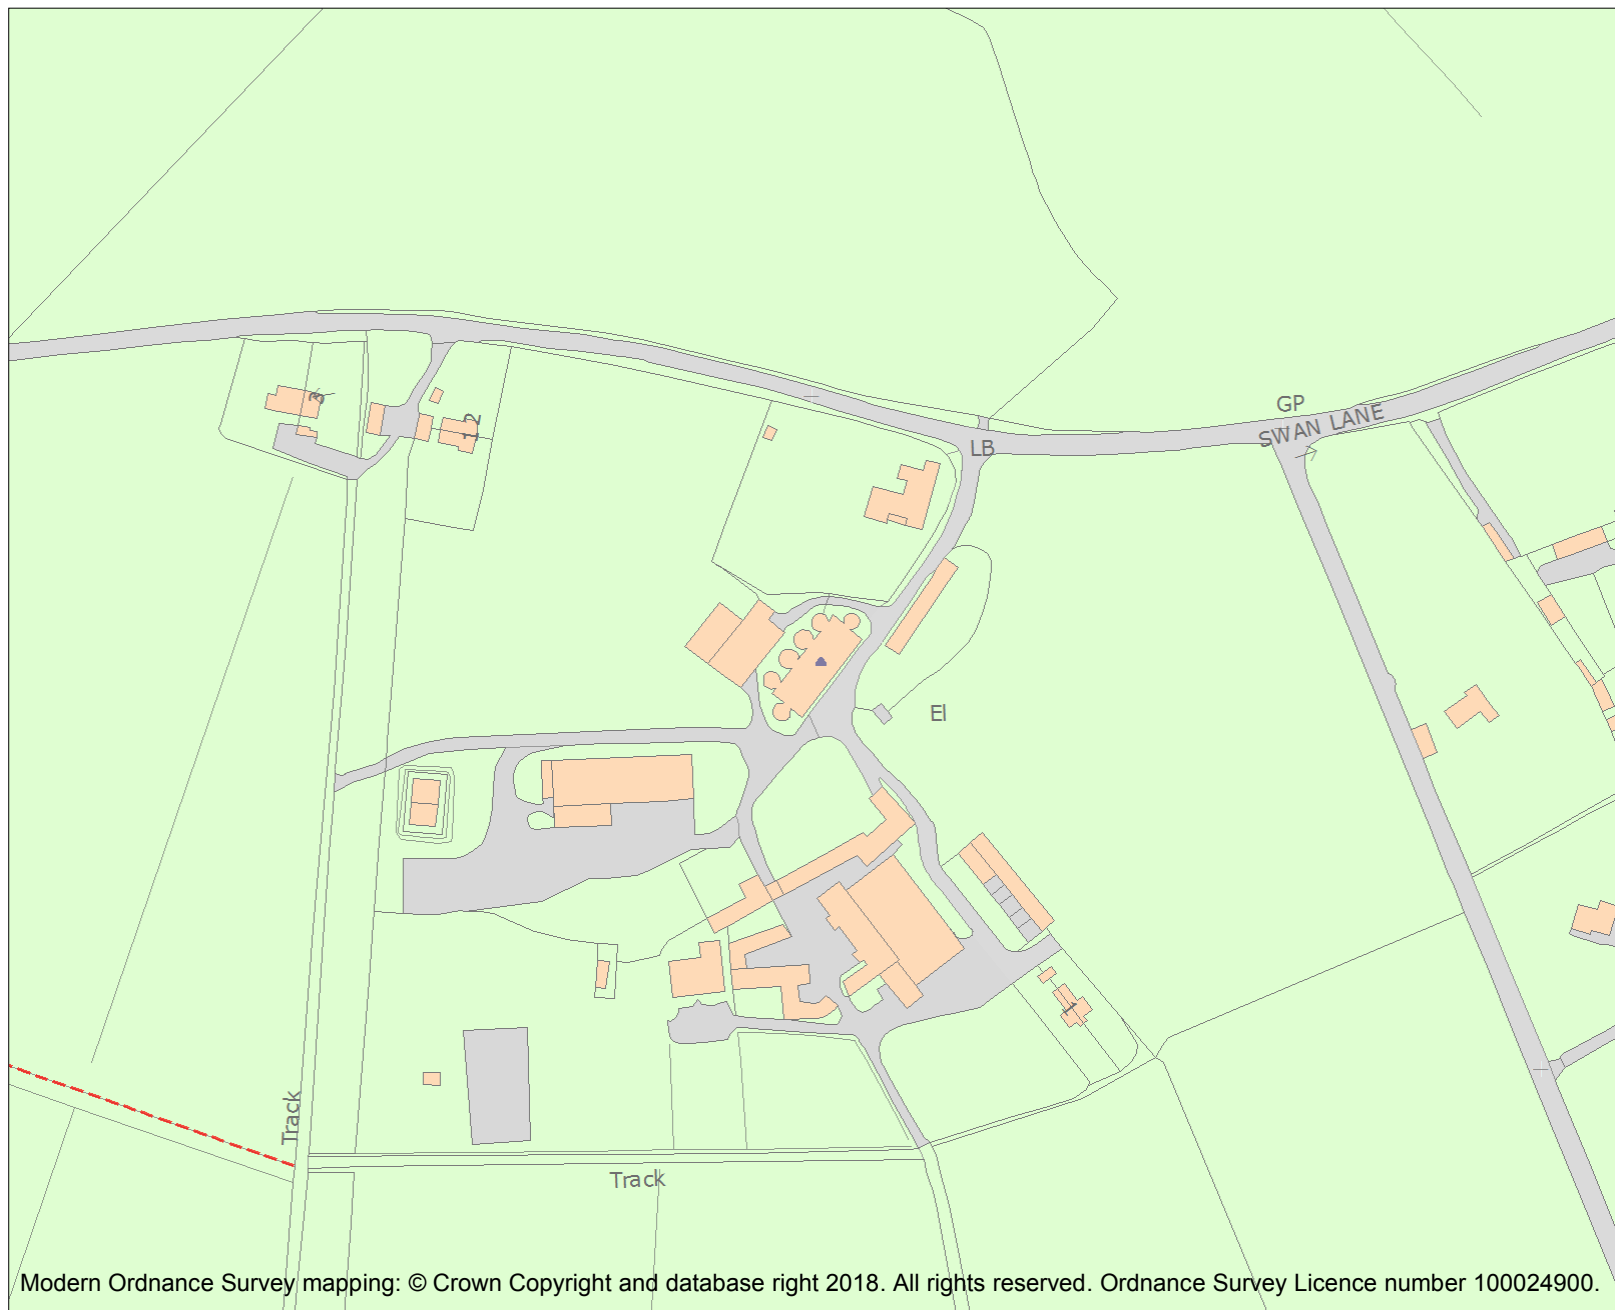 3
12
GP
SWAN LANE
LB
El
1
Track
Track
Modern Ordnance Survey mapping: © Crown Copyright and database right 2018. All rights reserved. Ordnance Survey Licence number 100024900.